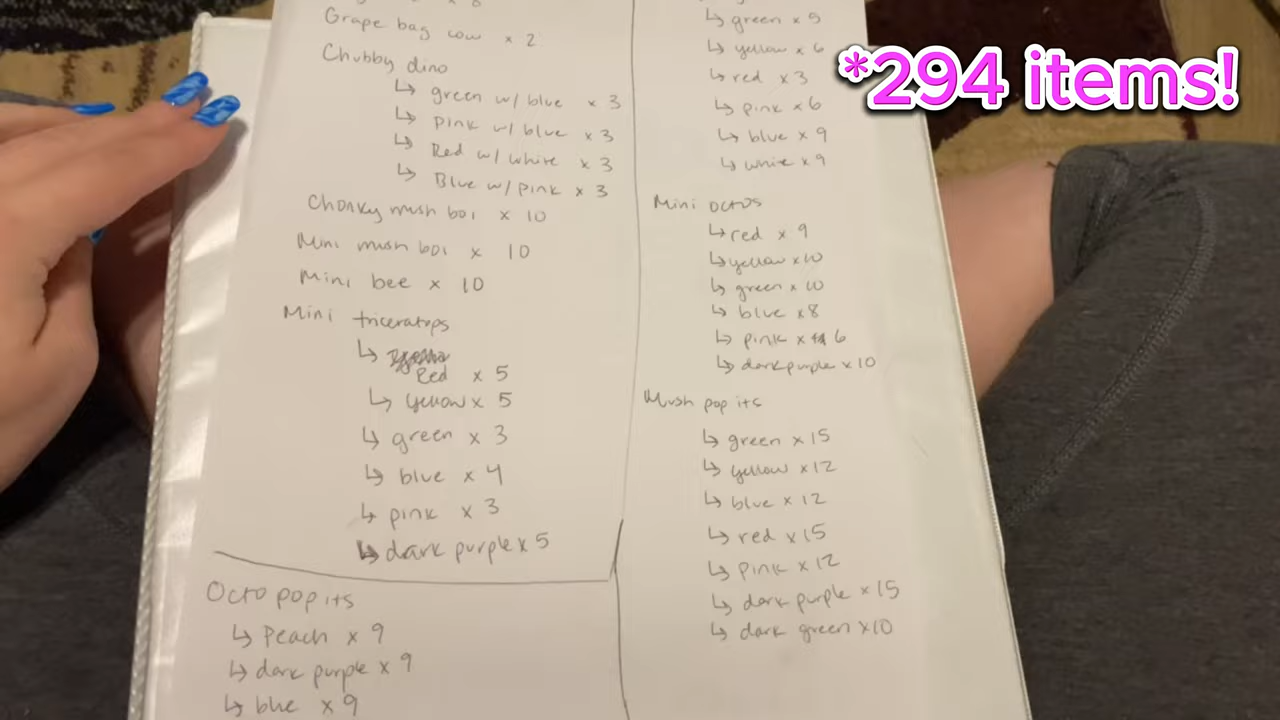 x 8
Grape bag cow x 2
Chubby dino
↳ green w/ blue x 3
↳ pink w/ blue x 3
↳ Red w/ white x 3
↳ Blue w/ pink x 3
Chonky mush boi x 10
Mini mush boi x 10
Mini bee x 10
Mini triceratops
↳ Red x 5
↳ yellow x 5
↳ green x 3
↳ blue x 4
↳ pink x 3
↳ dark purple x 5
Octo pop its
↳ Peach x 9
↳ dark purple x 9
↳ blue x 9
↳ green x 5
↳ yellow x 6
↳ red x 3
↳ pink x 6
↳ blue x 9
↳ white x 9
Mini octos
↳ red x 9
↳ yellow x 10
↳ green x 10
↳ blue x 8
↳ pink x 6
↳ dark purple x 10
Mush pop its
↳ green x 15
↳ yellow x 12
↳ blue x 12
↳ red x 15
↳ pink x 12
↳ dark purple x 15
↳ dark green x 10
*294 items!